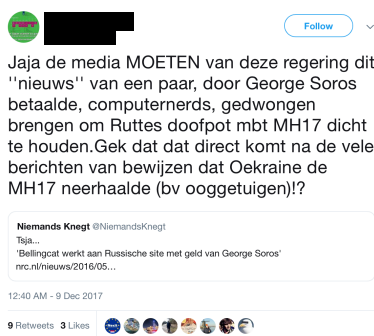 Follow
Jaja de media MOETEN van deze regering dit
''nieuws'' van een paar, door George Soros
betaalde, computernerds, gedwongen
brengen om Ruttes doofpot mbt MH17 dicht
te houden.Gek dat dat direct komt na de vele
berichten van bewijzen dat Oekraine de
MH17 neerhaalde (bv ooggetuigen)!?
Niemands Knegt @NiemandsKnegt
Tsja...
'Bellingcat werkt aan Russische site met geld van George Soros'
nrc.nl/nieuws/2016/05…
12:40 AM - 9 Dec 2017
9 Retweets 3 Likes